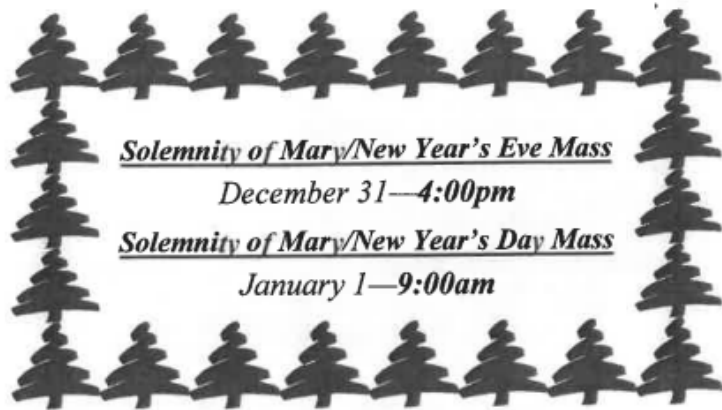 Solemnity of Mary/New Year's Eve Mass
December 31—4:00pm
Solemnity of Mary/New Year's Day Mass
January 1—9:00am